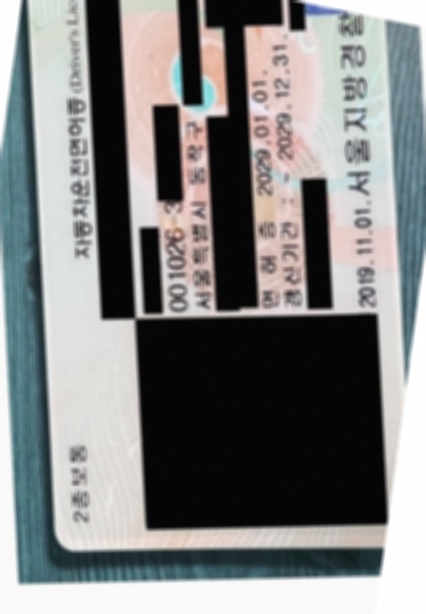 2종보통
자동차운전면허증 (Driver's Lic
001026-3
서울특별시 동작구
2029.01.01.
갱신기간 : ~ 2029.12.31.
2019.11.01. 서울지방경찰